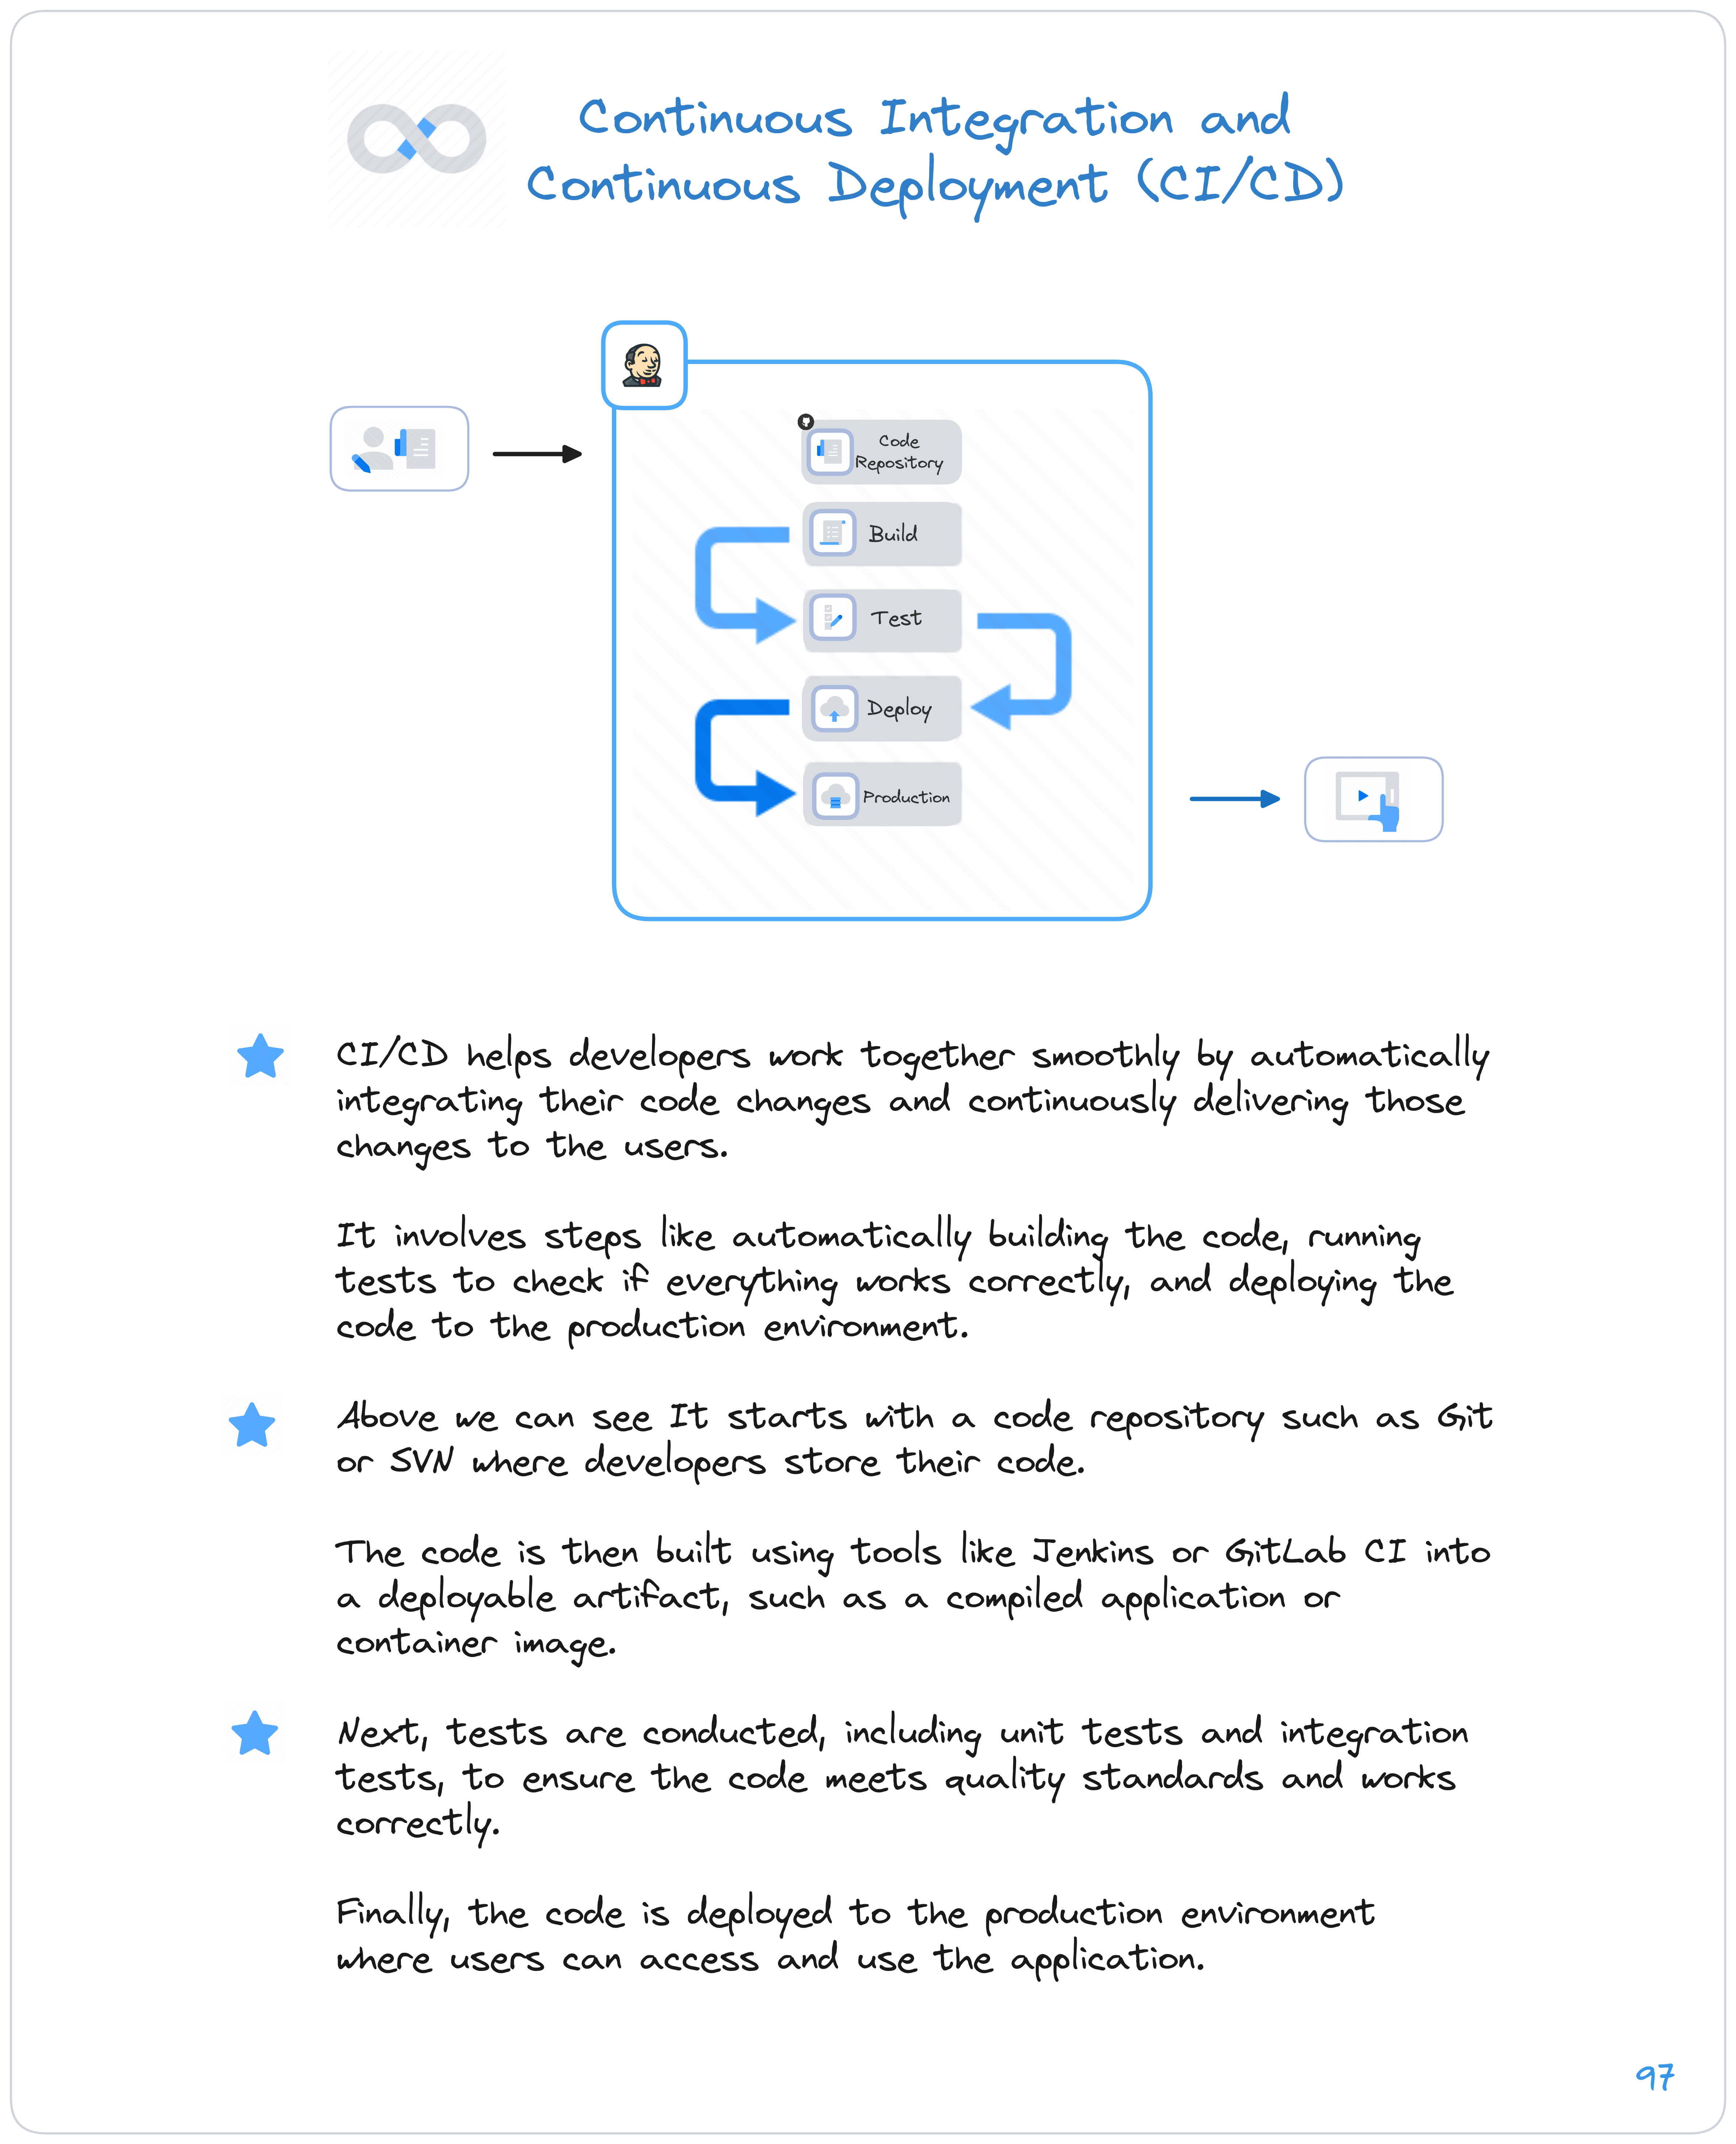 Continuous Integration and
Continuous Deployment (CI/CD)
Code
Repository
Build
Test
Deploy
Production
CI/CD helps developers work together smoothly by automatically
integrating their code changes and continuously delivering those
changes to the users.
It involves steps like automatically building the code, running
tests to check if everything works correctly, and deploying the
code to the production environment.
Above we can see It starts with a code repository such as Git
or SVN where developers store their code.
The code is then built using tools like Jenkins or GitLab CI into
a deployable artifact, such as a compiled application or
container image.
Next, tests are conducted, including unit tests and integration
tests, to ensure the code meets quality standards and works
correctly.
Finally, the code is deployed to the production environment
where users can access and use the application.
97